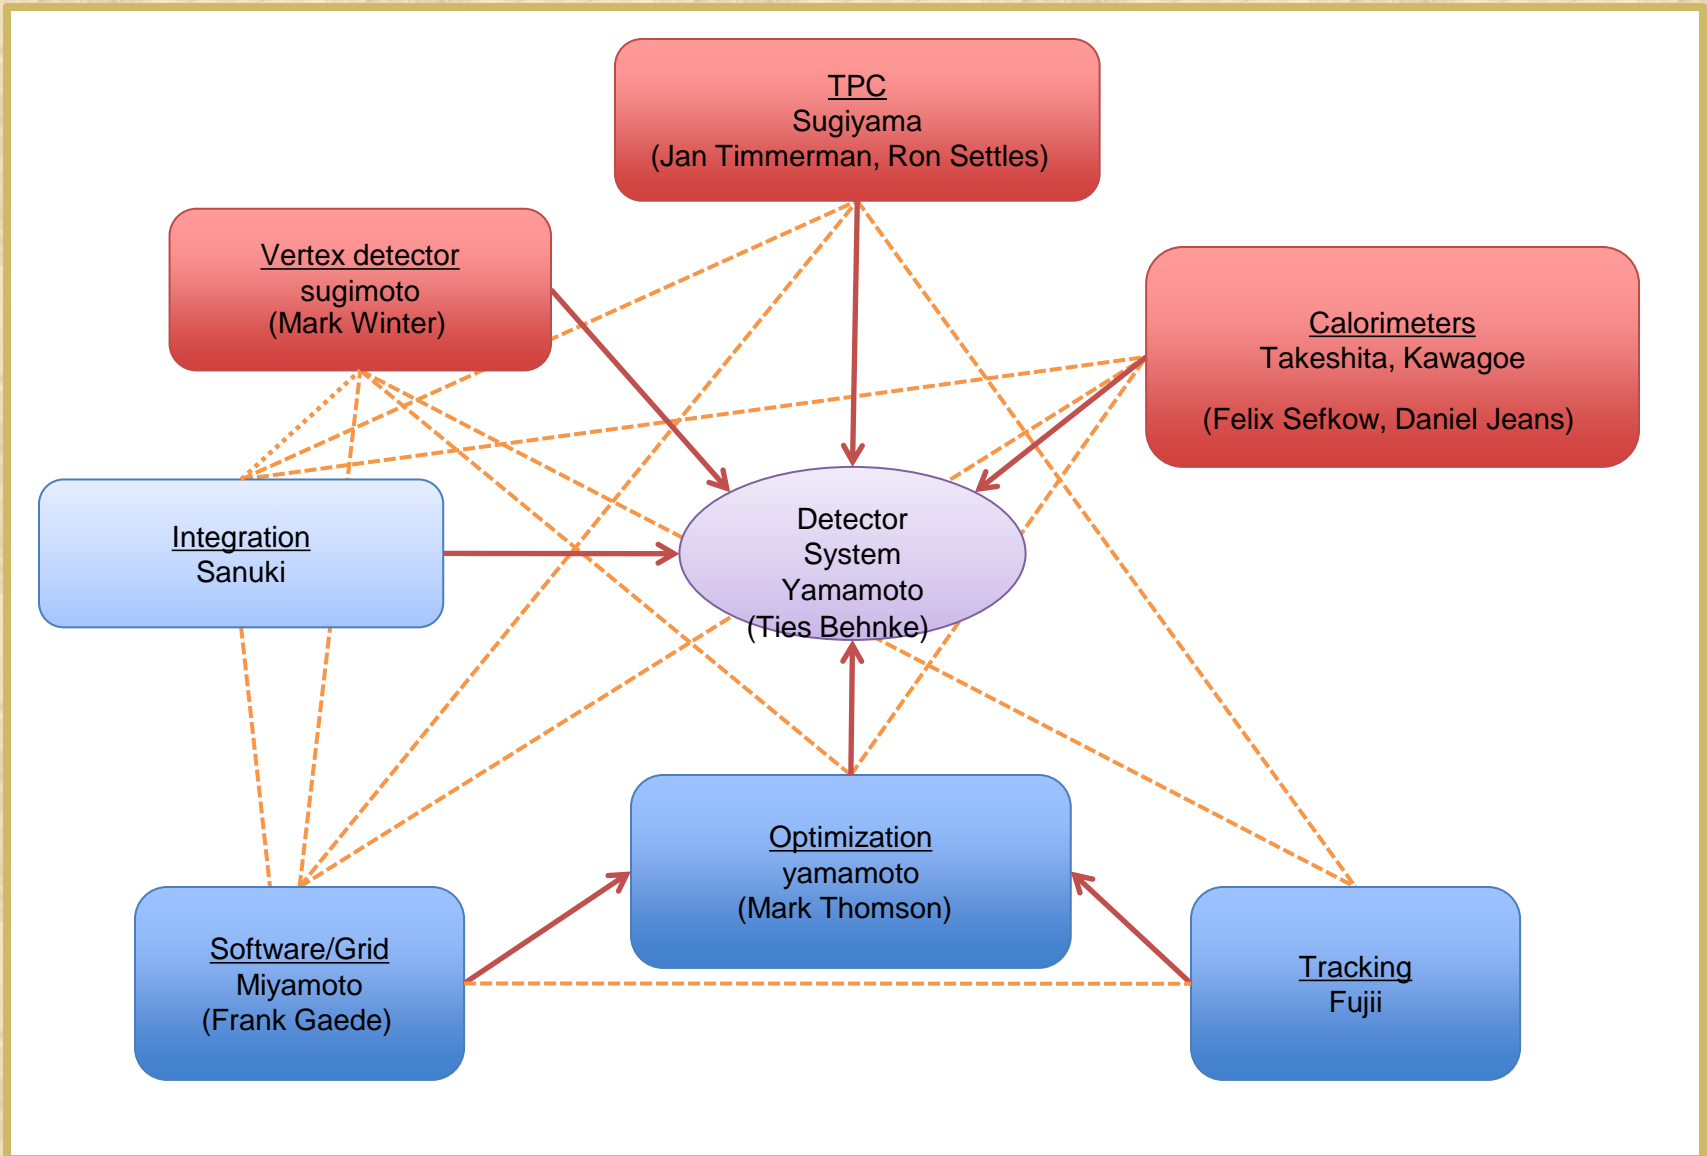 TPC
Sugiyama
(Jan Timmerman, Ron Settles)
Vertex detector
sugimoto
(Mark Winter)
Calorimeters
Takeshita, Kawagoe
(Felix Sefkow, Daniel Jeans)
Integration
Sanuki
Detector
System
Yamamoto
(Ties Behnke)
Optimization
yamamoto
(Mark Thomson)
Software/Grid
Miyamoto
(Frank Gaede)
Tracking
Fujii